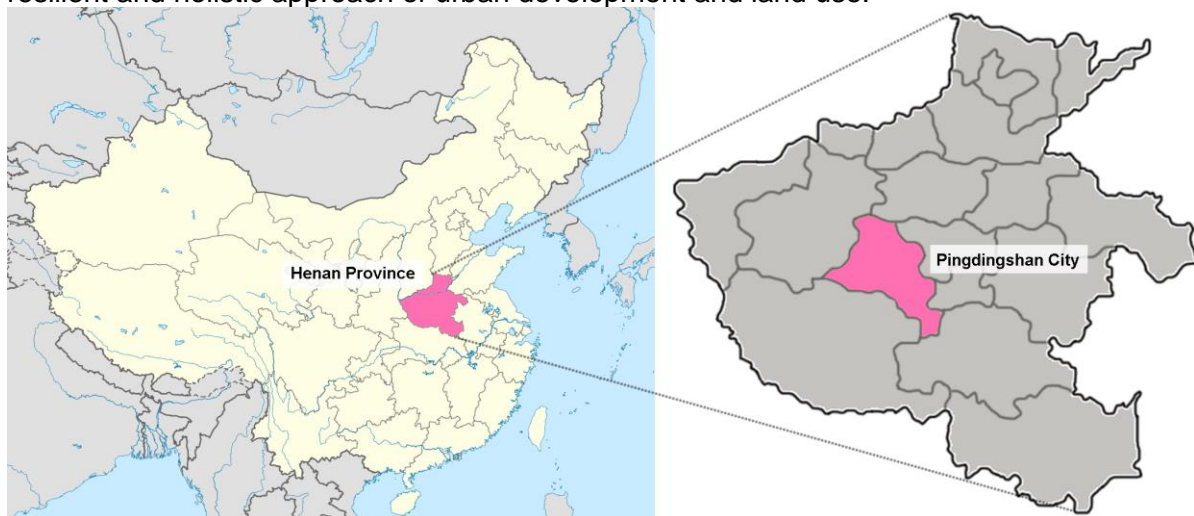 resilient and holistic approach of urban development and land use.
Henan Province
Pingdingshan City